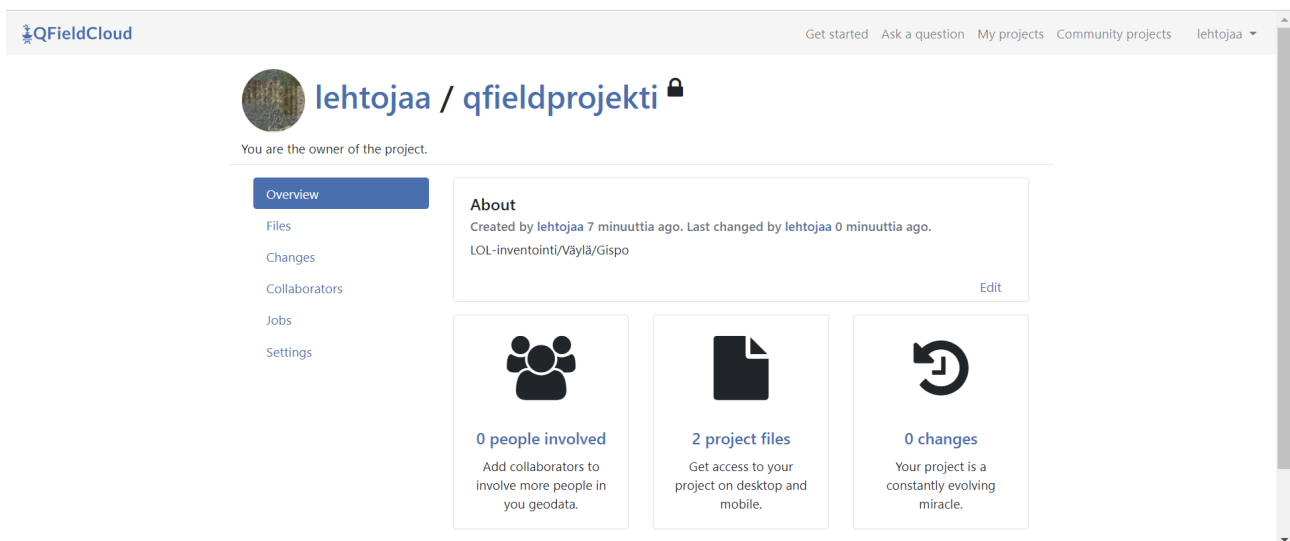 QFieldCloud
Get started Ask a question My projects Community projects lehtojaa
lehtojaa / qfieldprojekti
You are the owner of the project.
Overview
Files
Changes
Collaborators
Jobs
Settings
About
Created by lehtojaa 7 minuuttia ago. Last changed by lehtojaa 0 minuuttia ago.
LOL-inventointi/Väylä/Gispo
Edit
0 people involved
Add collaborators to
involve more people in
you geodata.
2 project files
Get access to your
project on desktop and
mobile.
0 changes
Your project is a
constantly evolving
miracle.